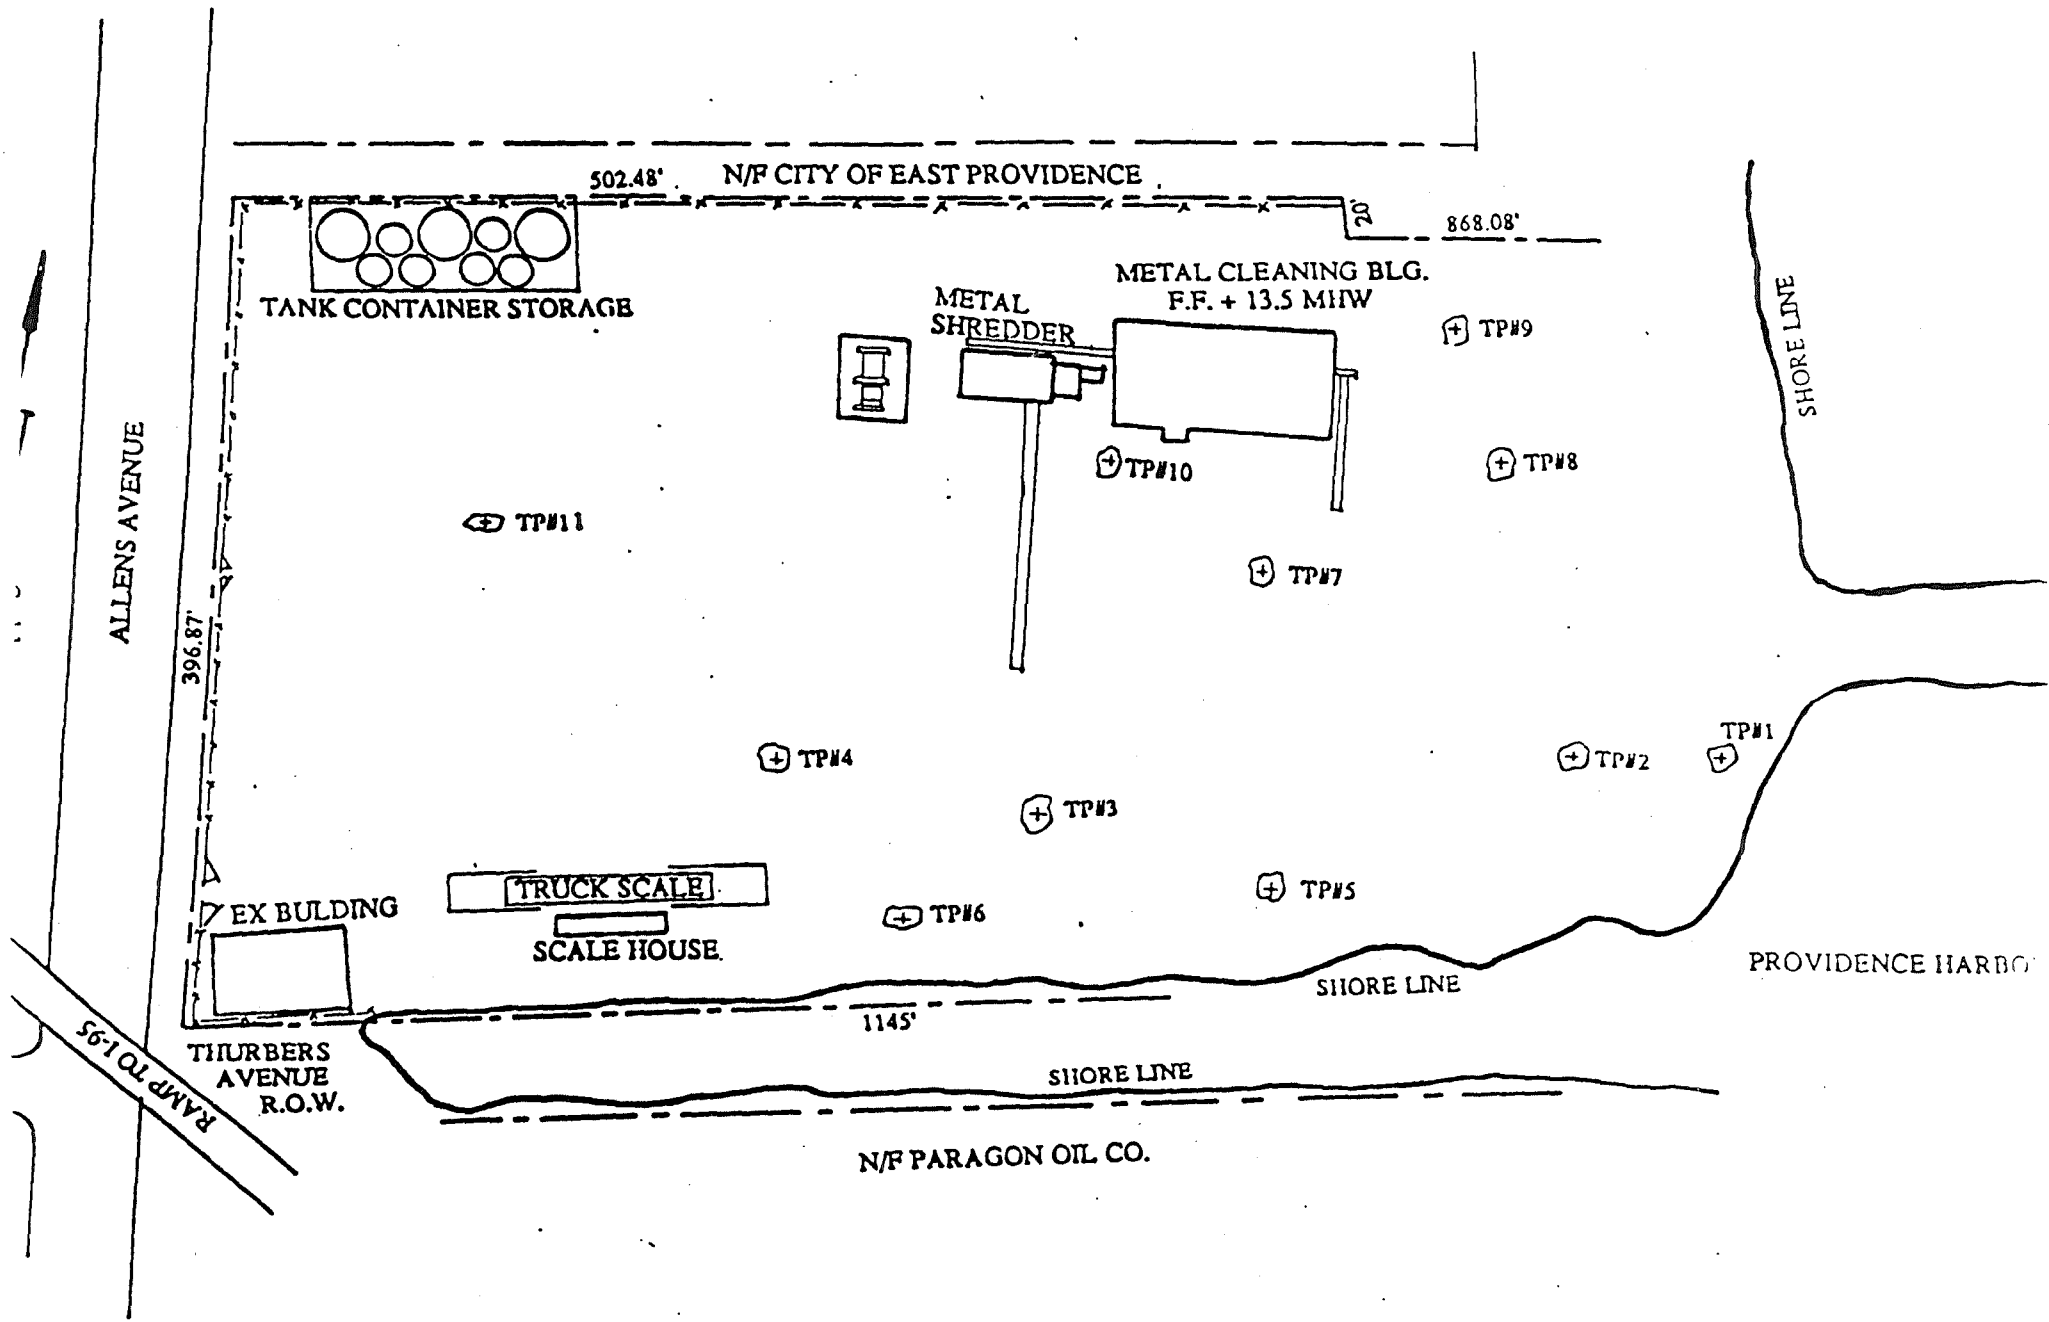 N/F CITY OF EAST PROVIDENCE
502.48'
20'
868.08'
TANK CONTAINER STORAGE
METAL
SHREDDER
METAL CLEANING BLG.
F.F. + 13.5 MHW
TP#9
SHORE LINE
SHORE LINE
TP#8
TP#10
TP#11
TP#7
ALLENS AVENUE
396.87'
TP#1
TP#2
TP#4
TP#3
TRUCK SCALE
TP#5
EX BULDING
TP#6
SCALE HOUSE
PROVIDENCE HARBO
SHORE LINE
1145'
RAMP TO I-95
THURBERS
AVENUE
R.O.W.
SHORE LINE
N/F PARAGON OIL CO.